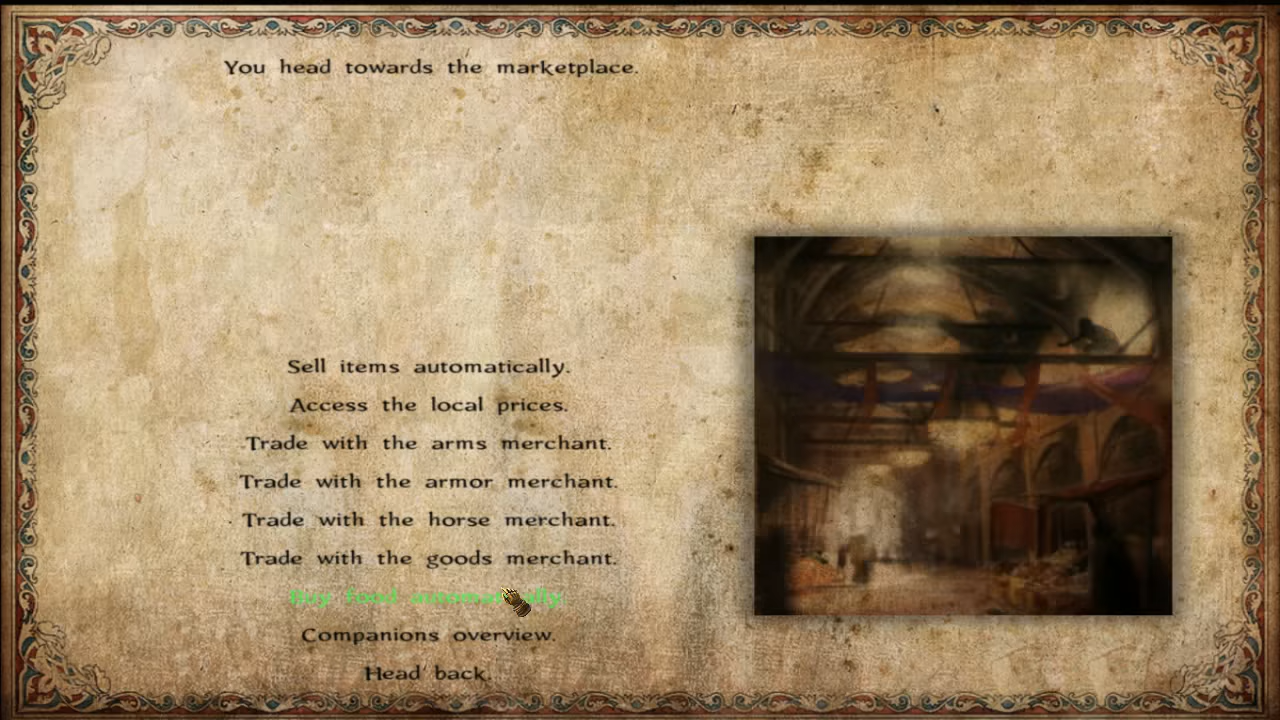 You head towards the marketplace.
Sell items automatically.
Access the local prices.
Trade with the arms merchant.
Trade with the armor merchant.
Trade with the horse merchant.
Trade with the goods merchant.
Buy food automatically.
Companions overview.
Head back.